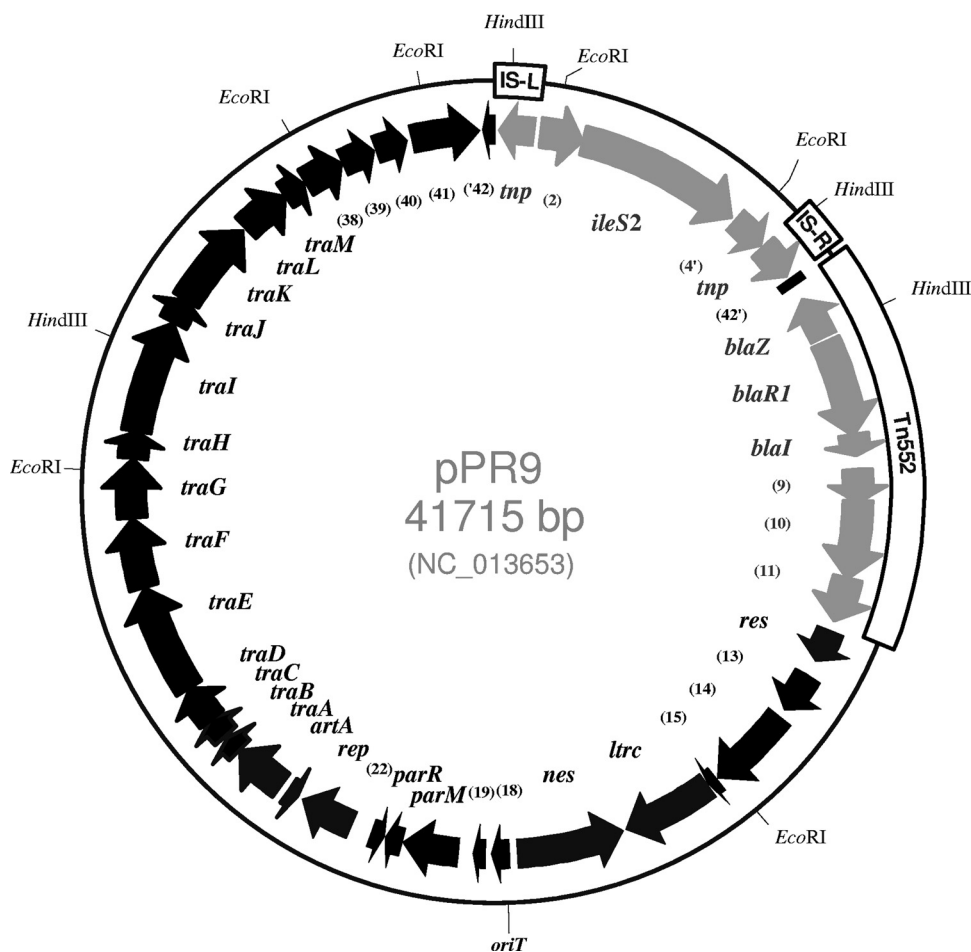 HindIII
EcoRI
EcoRI
IS-L
EcoRI
EcoRI
HindIII
IS-R
HindIII
Tn552
('42)
tnp
(2)
ileS2
(4')
tnp
(42')
blaZ
blaR1
blaI
(9)
(10)
(11)
res
(13)
(14)
(15)
ltrc
EcoRI
nes
(18)
(19)
oriT
parM
parR
(22)
rep
artA
traA
traB
traC
traD
traE
traF
traG
EcoRI
traH
traI
HindIII
traJ
traK
traL
traM
(38)
(39)
(40)
(41)
pPR9
41715 bp
(NC_013653)